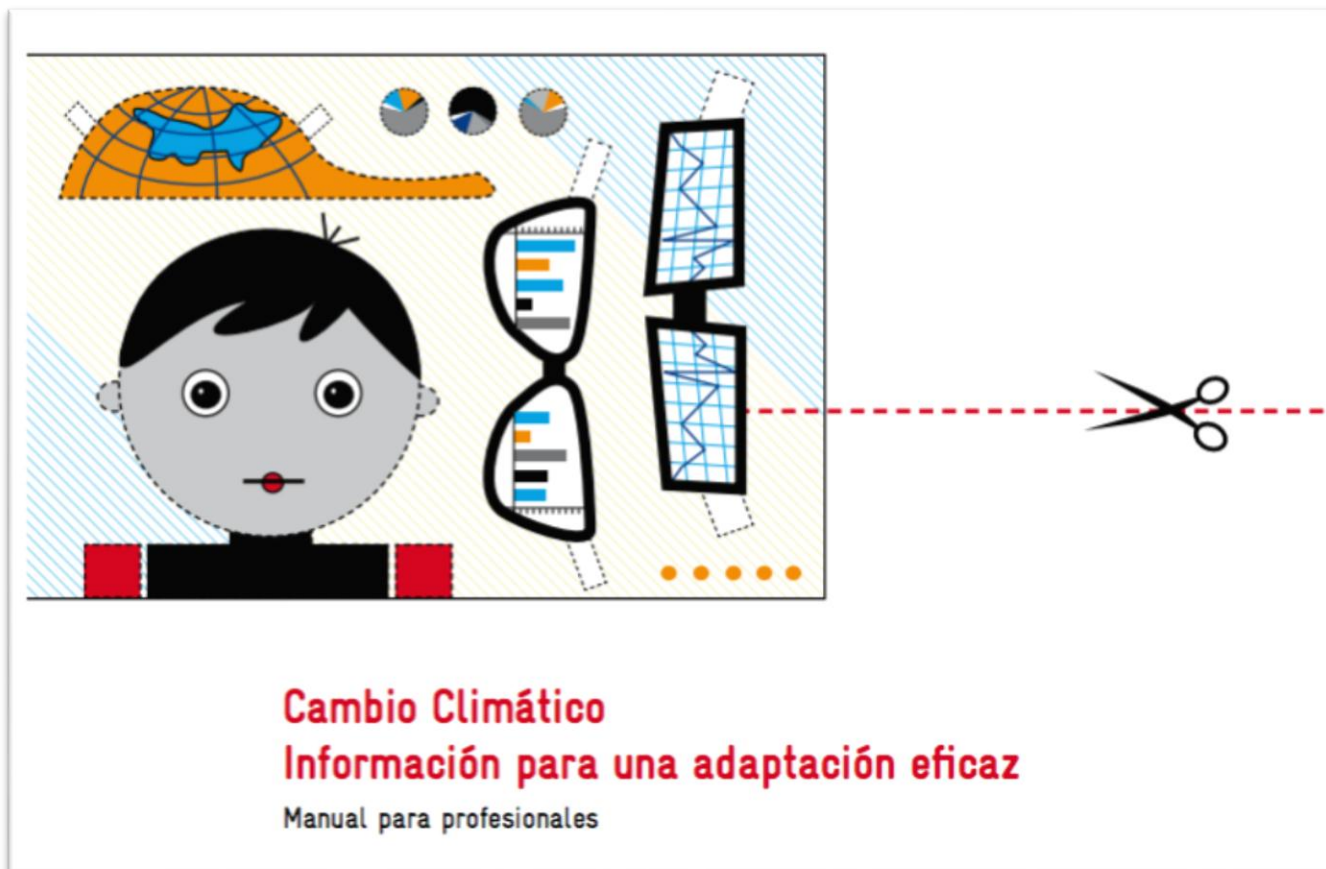 Cambio Climático
Información para una adaptación eficaz
Manual para profesionales